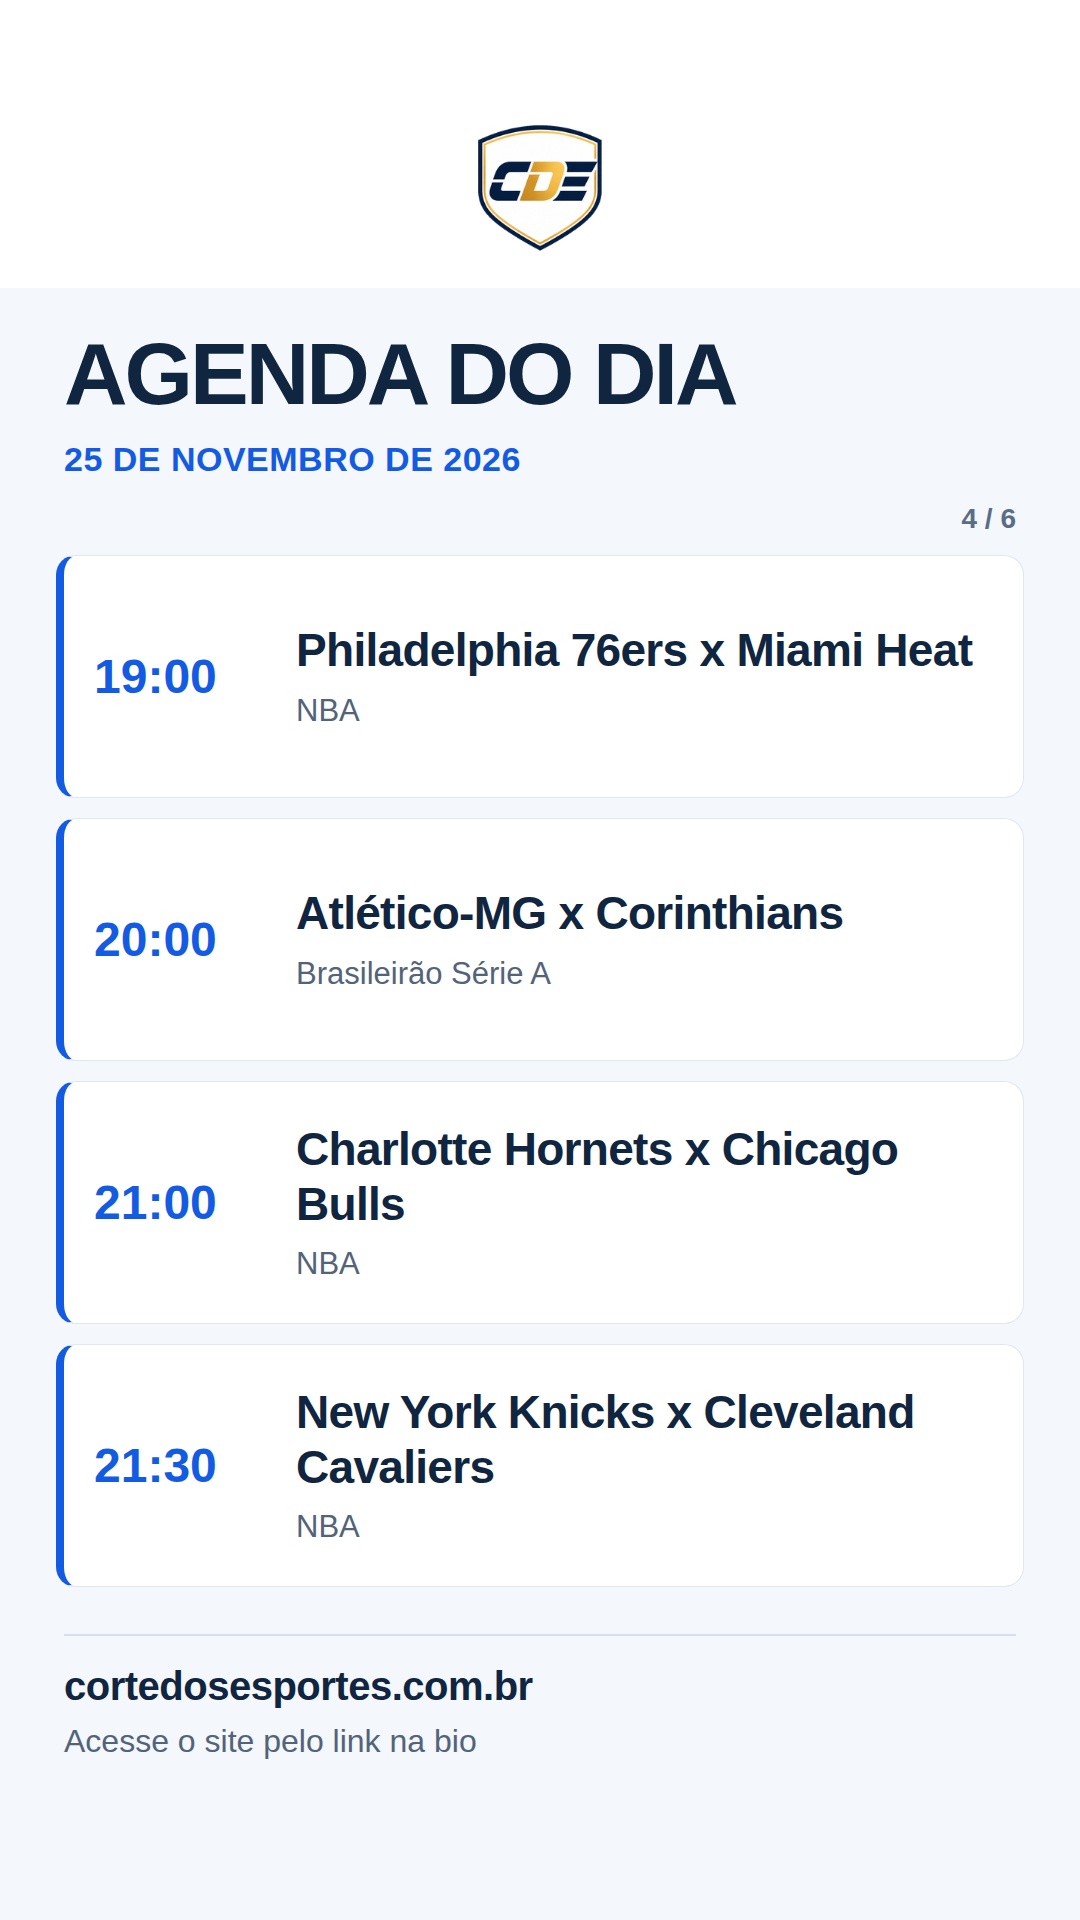 CDE
AGENDA DO DIA
25 DE NOVEMBRO DE 2026
4 / 6
19:00
Philadelphia 76ers x Miami Heat
NBA
20:00
Atlético-MG x Corinthians
Brasileirão Série A
21:00
Charlotte Hornets x Chicago
Bulls
NBA
21:30
New York Knicks x Cleveland
Cavaliers
NBA
cortedosesportes.com.br
Acesse o site pelo link na bio